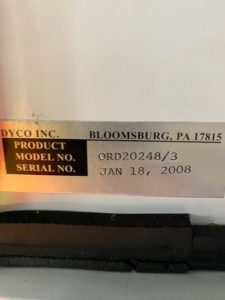 DYCO INC. BLOOMSBURG, PA 17815
PRODUCT
MODEL NO. ORD20248/3
SERIAL NO. JAN 18, 2008